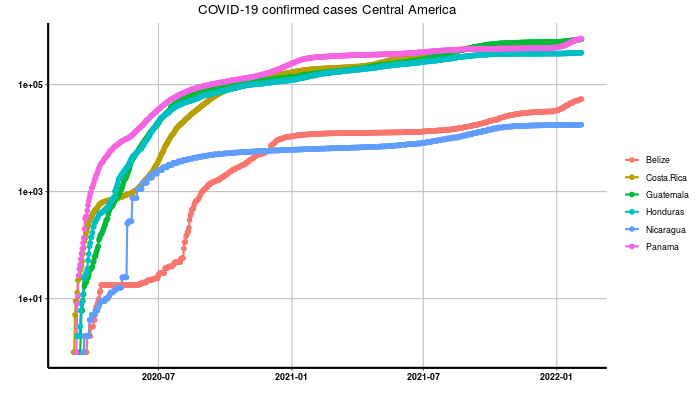 COVID-19 confirmed cases Central America
1e+05
1e+03
1e+01
2020-07
2021-01
2021-07
2022-01
Belize
Costa.Rica
Guatemala
Honduras
Nicaragua
Panama